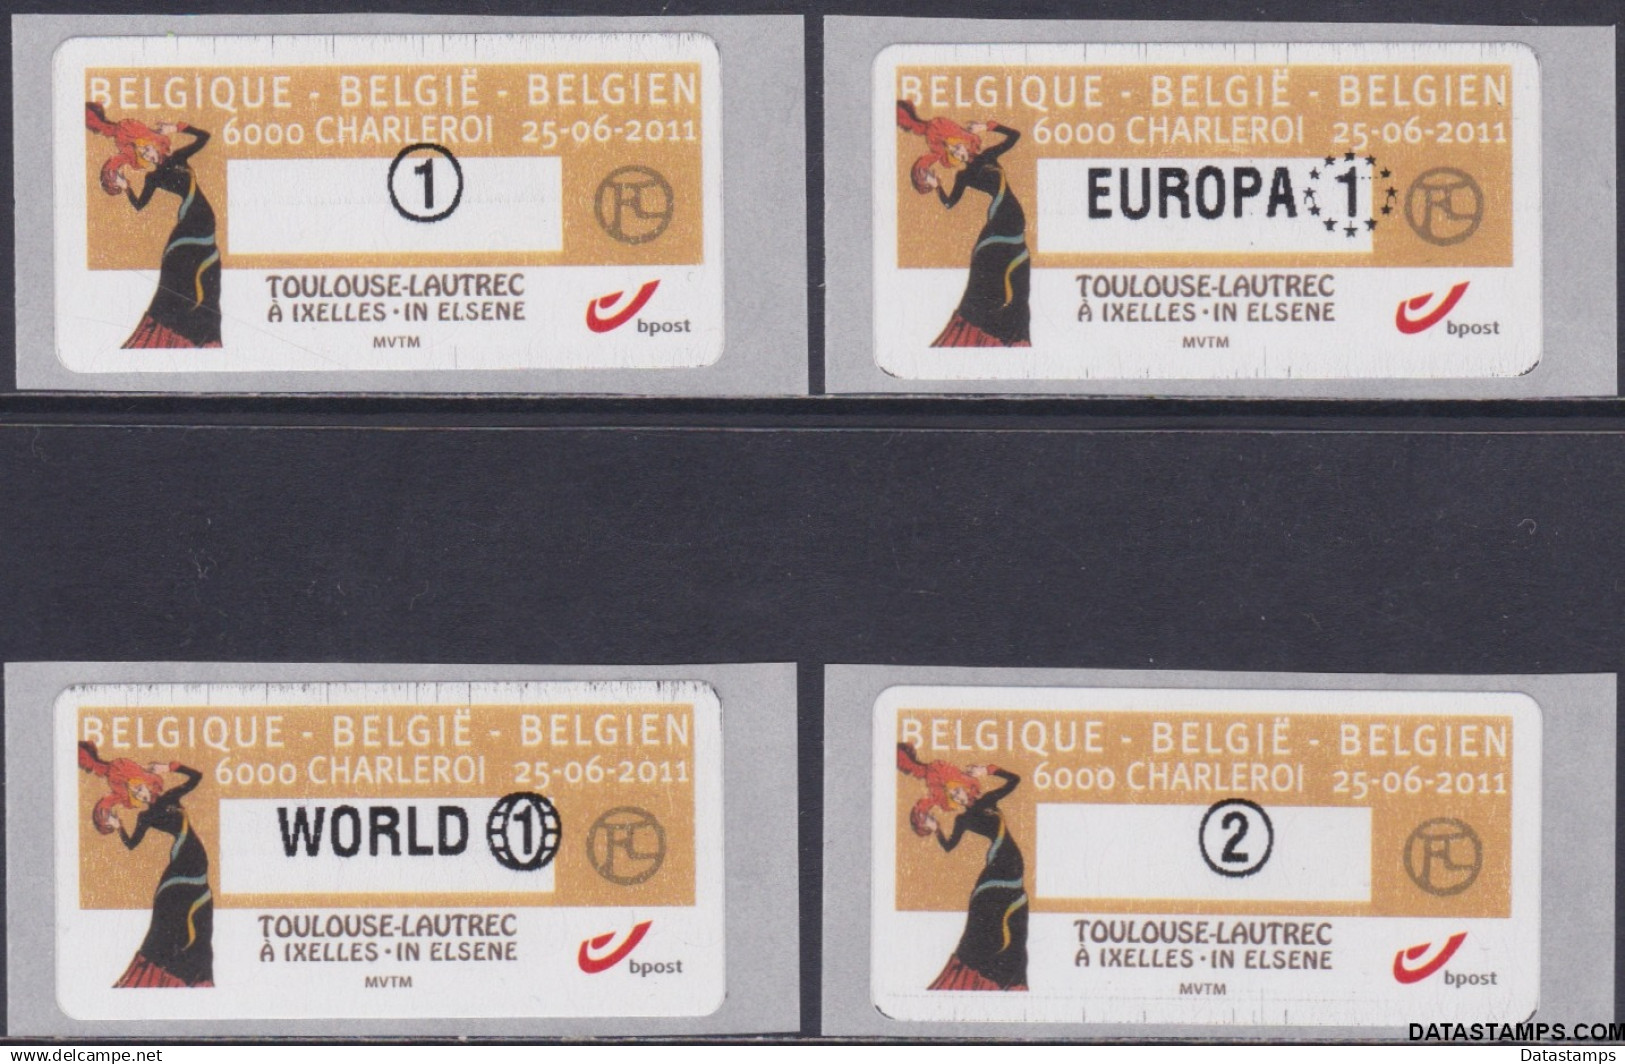 BELGIQUE - BELGIË - BELGIEN
6000 CHARLEROI 25-06-2011
1
TOULOUSE-LAUTREC
À IXELLES · IN ELSENE
bpost
MVTM
BELGIQUE - BELGIË - BELGIEN
6000 CHARLEROI 25-06-2011
EUROPA 1
TOULOUSE-LAUTREC
À IXELLES · IN ELSENE
bpost
MVTM
BELGIQUE - BELGIË - BELGIEN
6000 CHARLEROI 25-06-2011
WORLD 1
TOULOUSE-LAUTREC
À IXELLES · IN ELSENE
bpost
MVTM
BELGIQUE - BELGIË - BELGIEN
6000 CHARLEROI 25-06-2011
2
TOULOUSE-LAUTREC
À IXELLES · IN ELSENE
bpost
MVTM
DATASTAMPS.COM
www.delcampe.net
Datastamps